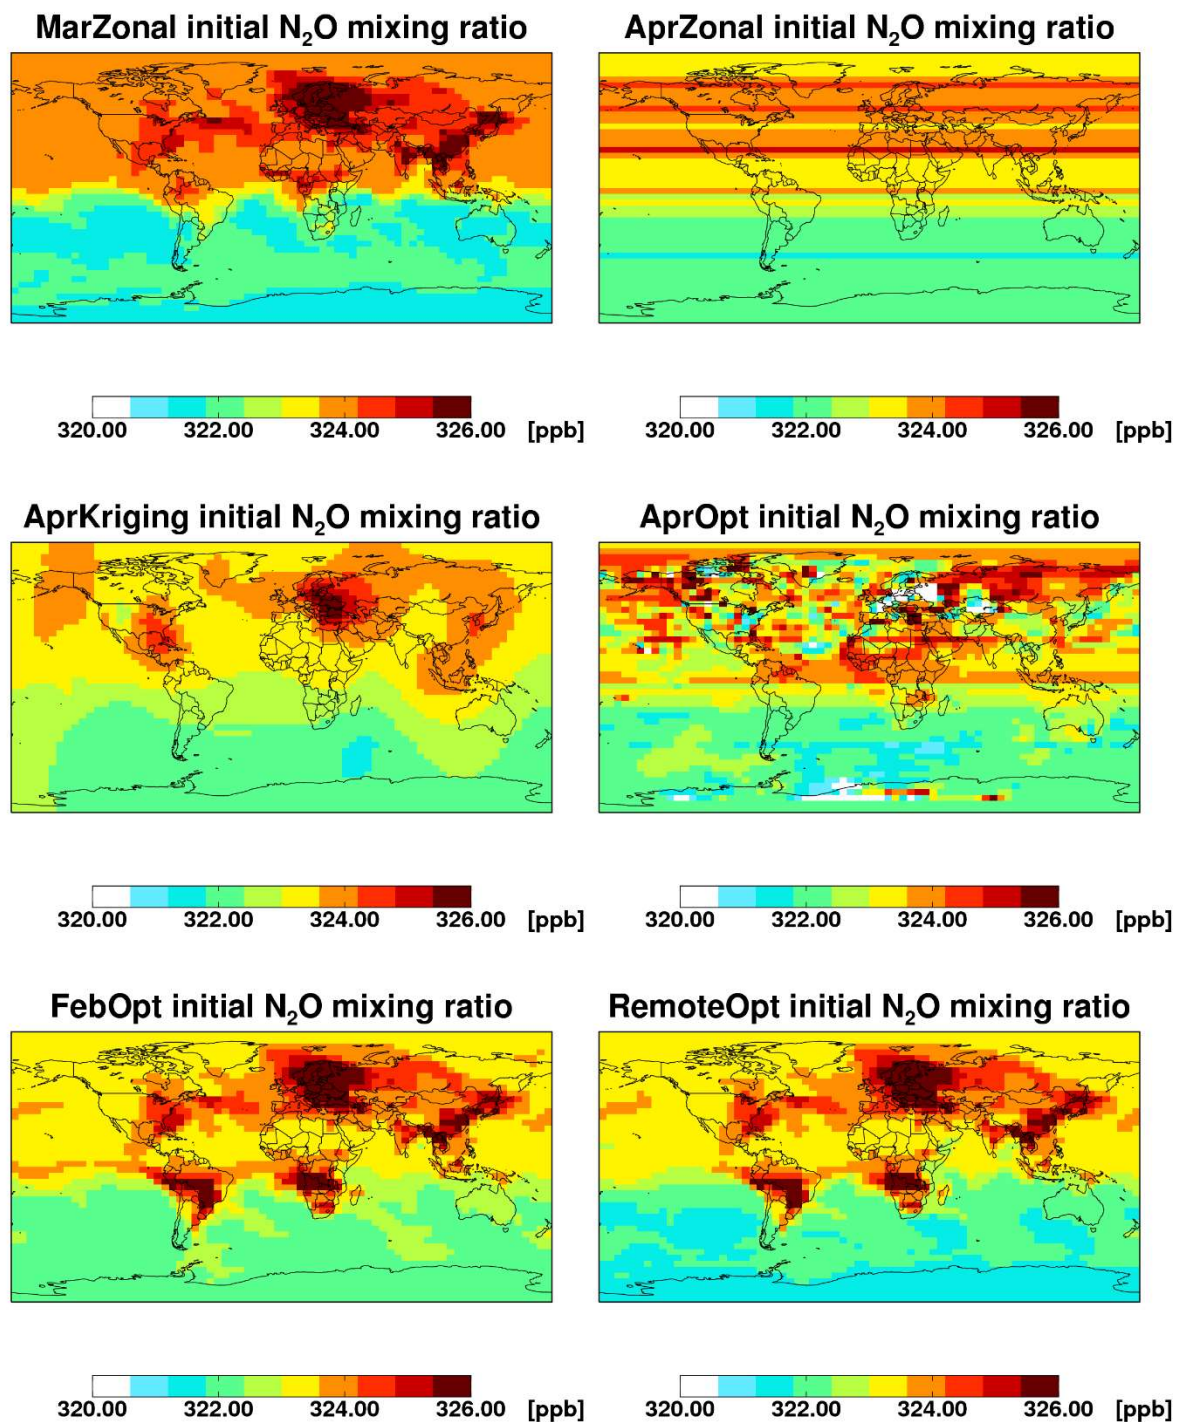 MarZonal initial N₂O mixing ratio
AprZonal initial N₂O mixing ratio
320.00 322.00 324.00 326.00 [ppb]
320.00 322.00 324.00 326.00 [ppb]
AprKriging initial N₂O mixing ratio
AprOpt initial N₂O mixing ratio
320.00 322.00 324.00 326.00 [ppb]
320.00 322.00 324.00 326.00 [ppb]
FebOpt initial N₂O mixing ratio
RemoteOpt initial N₂O mixing ratio
320.00 322.00 324.00 326.00 [ppb]
320.00 322.00 324.00 326.00 [ppb]